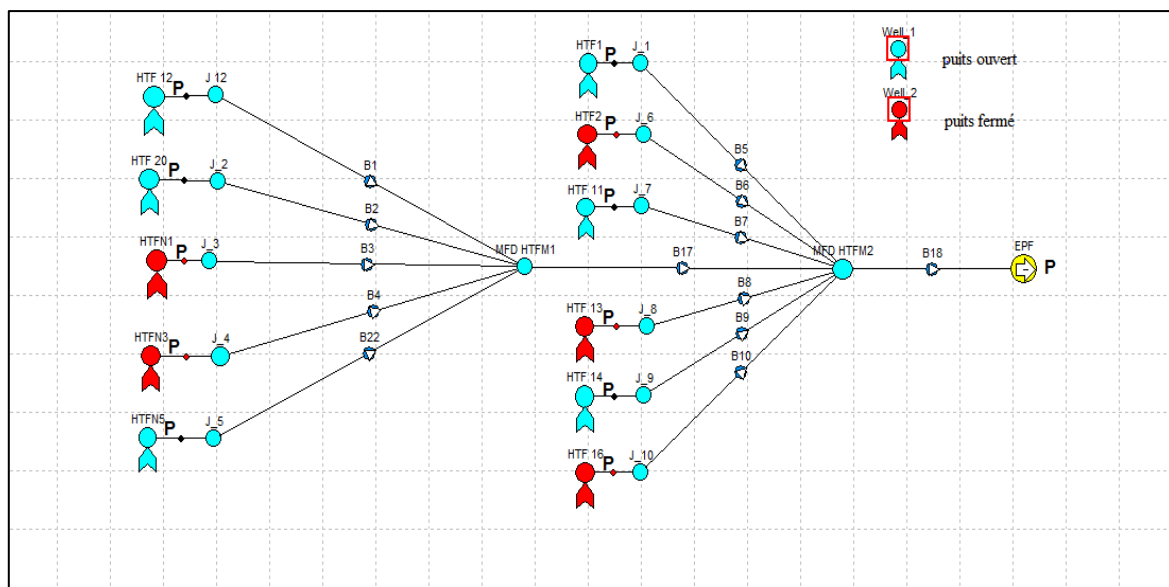 HTF 12 P J 12
HTF 20 P J_2
HTFN1 P J_3
HTFN3 P J_4
HTFN5 P J_5
B1
B2
B3
B4
B22
MFD HTFM1
B17
HTF1 P J_1
HTF2 P J_6
HTF 11 P J_7
HTF 13 P J_8
HTF 14 P J_9
HTF 16 P J_10
B5
B6
B7
B8
B9
B10
MFD HTFM2
B18
EPF P
Well_1
puits ouvert
Well_2
puits fermé